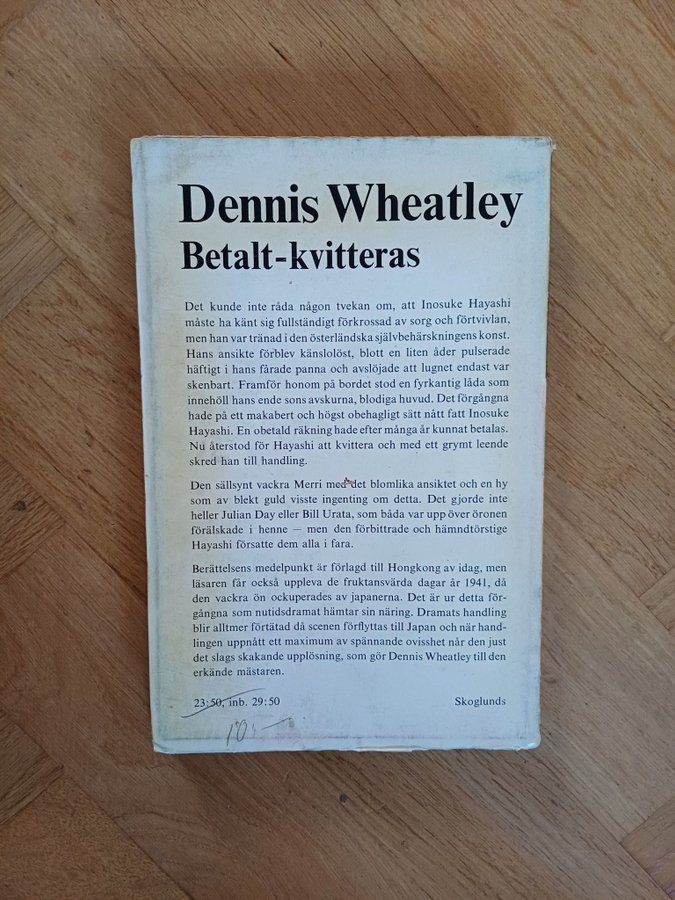 Dennis Wheatley
Betalt-kvitteras
Det kunde inte råda någon tvekan om, att Inosuke Hayashi
måste ha känt sig fullständigt förkrossad av sorg och förtvivlan,
men han var tränad i den österländska självbehärskningens konst.
Hans ansikte förblev känslolöst, blott en liten åder pulserade
häftigt i hans fårade panna och avslöjade att lugnet endast var
skenbart. Framför honom på bordet stod en fyrkantig låda som
innehöll hans ende sons avskurna, blodiga huvud. Det förgångna
hade på ett makabert och högst obehagligt sätt nått fatt Inosuke
Hayashi. En obetald räkning hade efter många år kunnat betalas.
Nu återstod för Hayashi att kvittera och med ett grymt leende
skred han till handling.
Den sällsynt vackra Merri med det blomlika ansiktet och en hy
som av blekt guld visste ingenting om detta. Det gjorde inte
heller Julian Day eller Bill Urata, som båda var upp över öronen
förälskade i henne — men den förbittrade och hämndtörstige
Hayashi försatte dem alla i fara.
Berättelsens medelpunkt är förlagd till Hongkong av idag, men
läsaren får också uppleva de fruktansvärda dagar år 1941, då
den vackra ön ockuperades av japanerna. Det är ur detta för-
gångna som nutidsdramat hämtar sin näring. Dramats handling
blir alltmer förtätad då scenen förflyttas till Japan och när hand-
lingen uppnått ett maximum av spännande ovisshet når den just
det slags skakande upplösning, som gör Dennis Wheatley till den
erkände mästaren.
23:50, inb. 29:50 Skoglunds